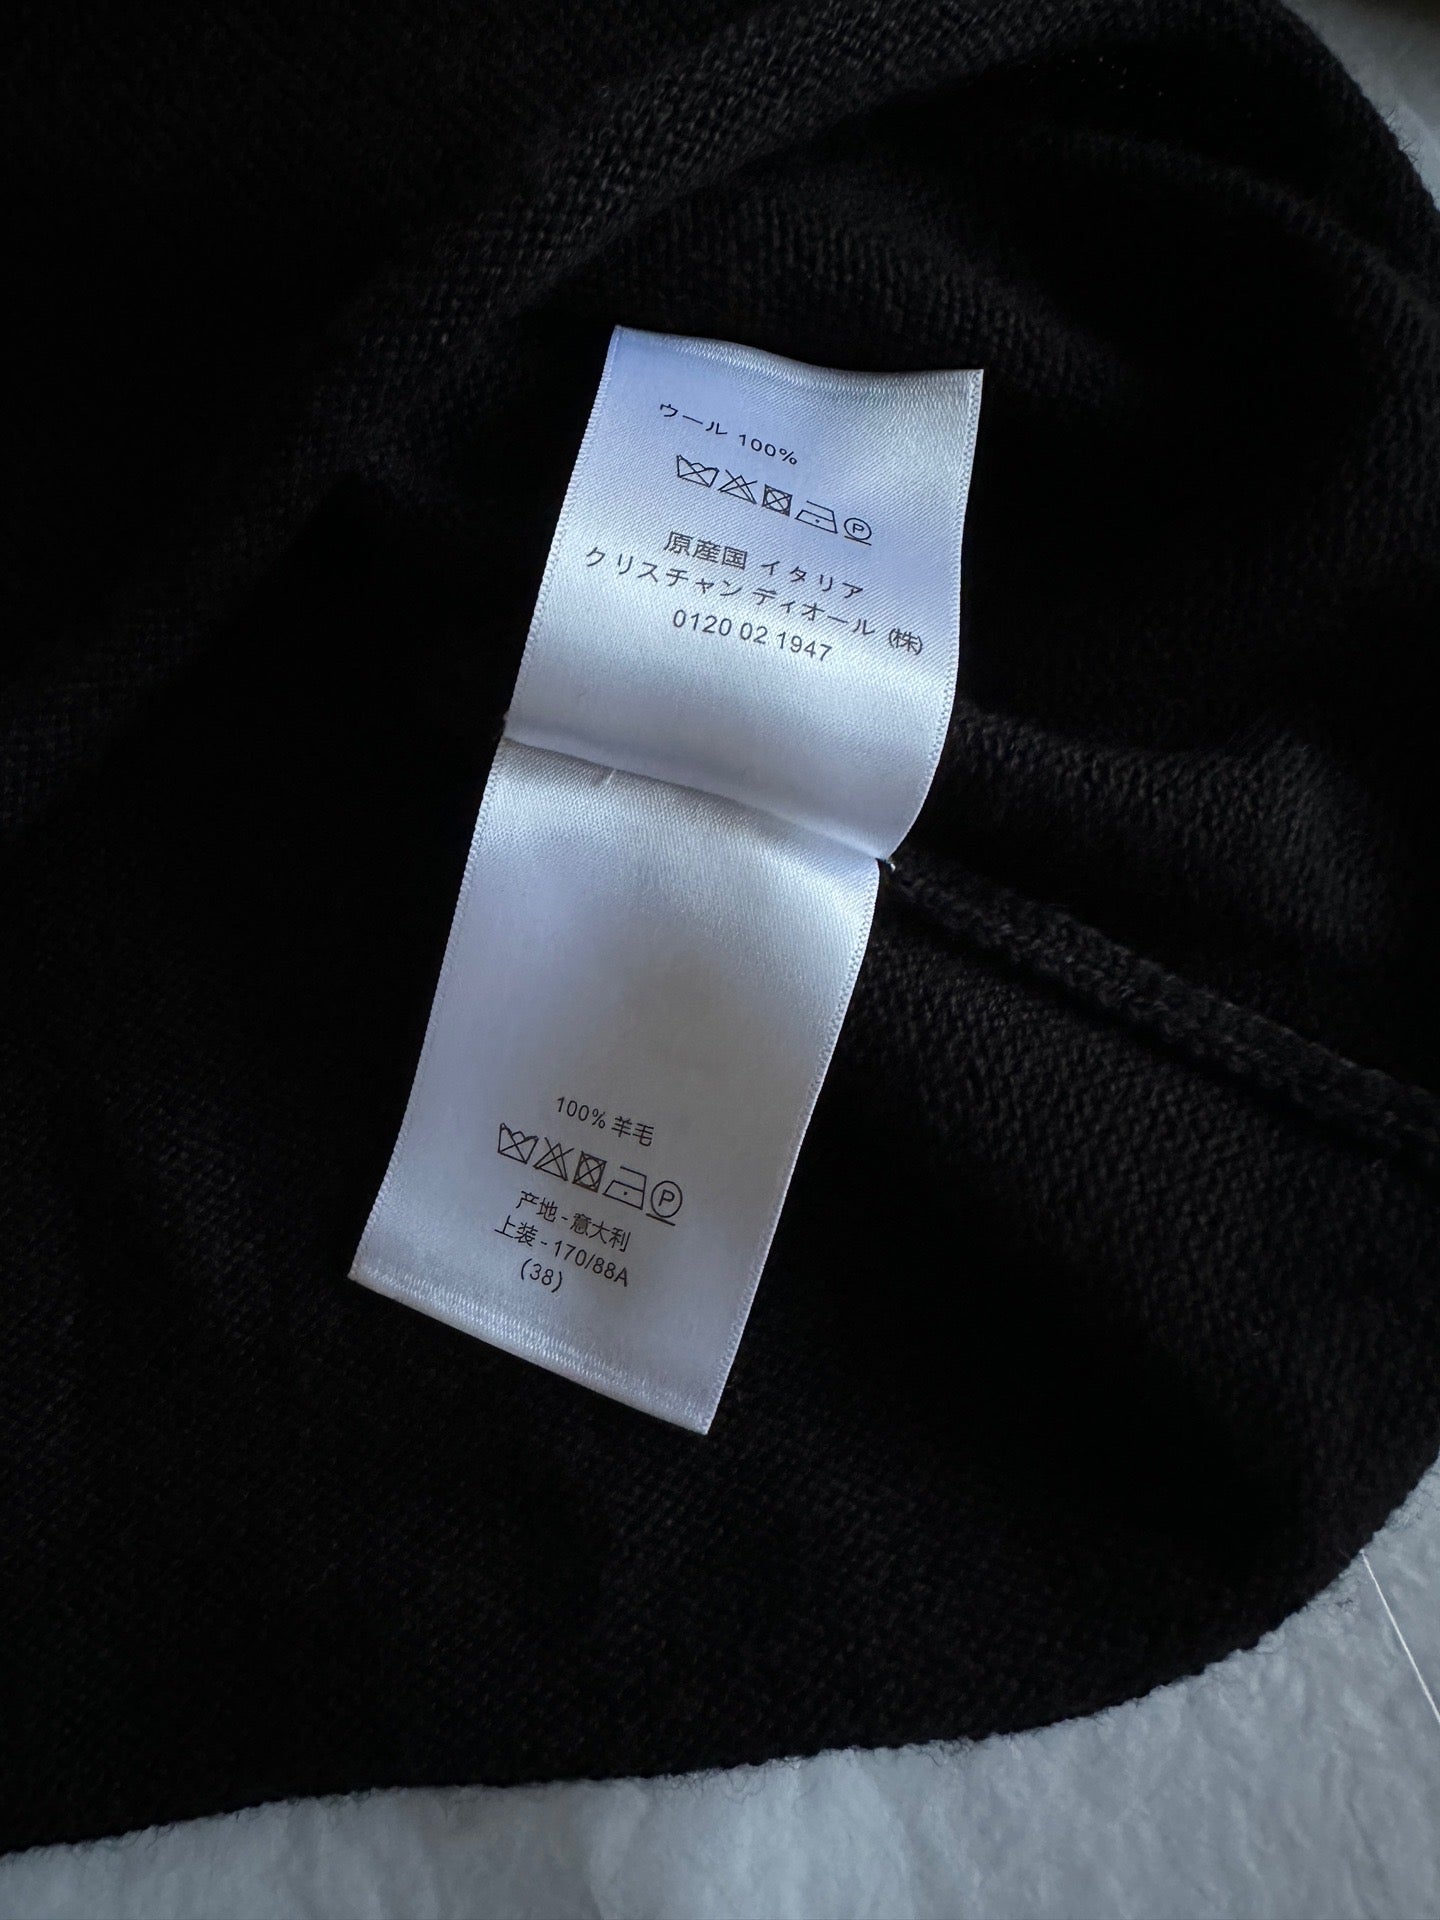 ウール 100%
P
原産国 イタリア
クリスチャン ディオール (株)
0120 02 1947
100% 羊毛
P
产地 - 意大利
上装 - 170/88A
(38)